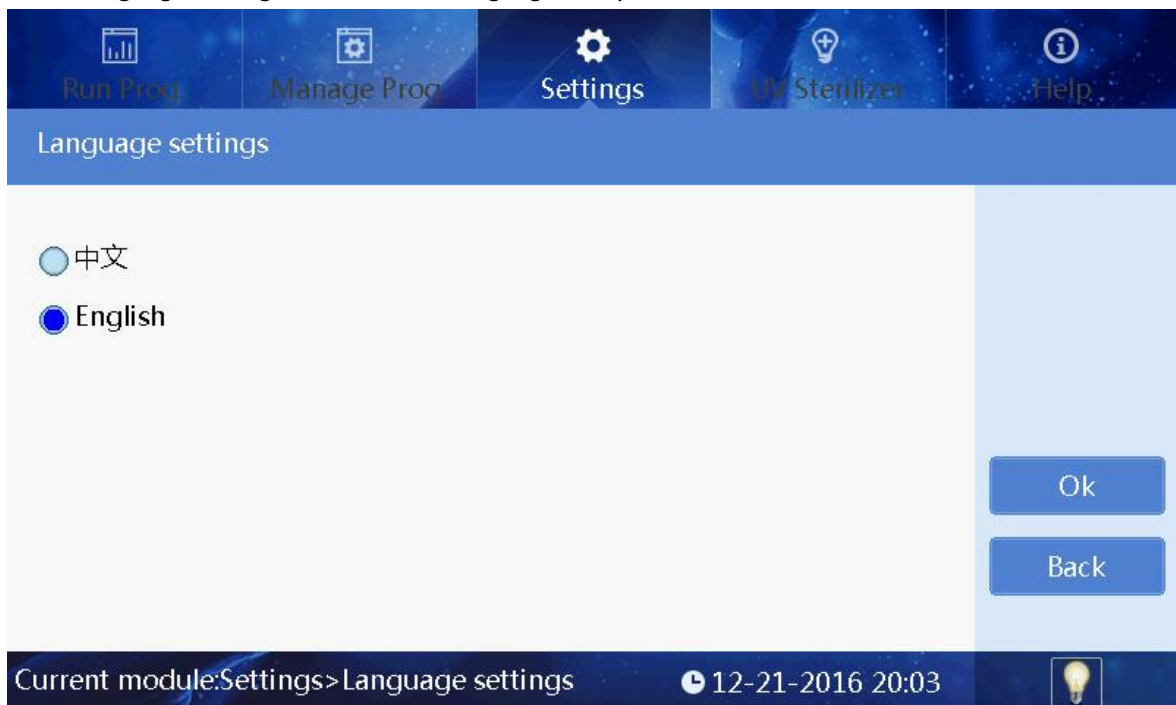 Run Prog.
Manage Prog.
Settings
UV Sterilizer
Help
Language settings
中文
English
Ok
Back
Current module:Settings>Language settings
12-21-2016 20:03